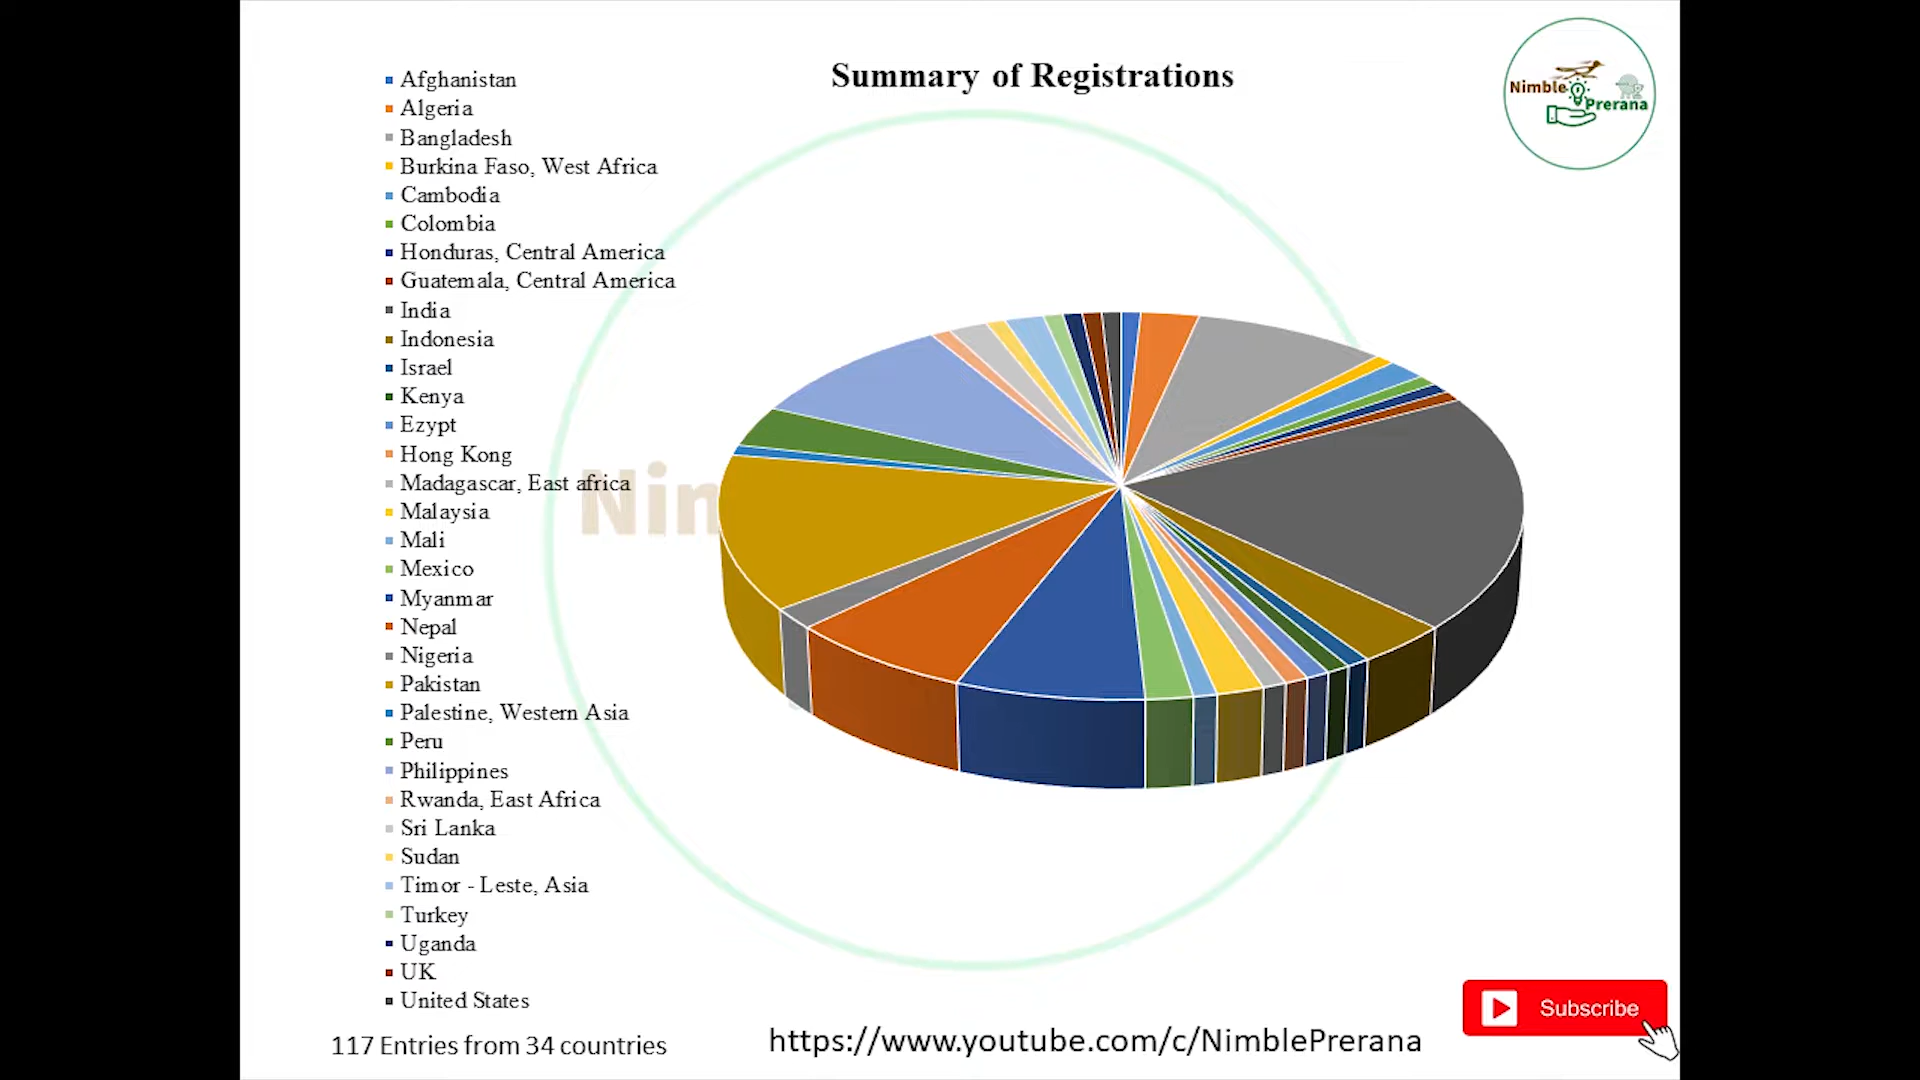 Summary of Registrations
Nimble
Prerana
Afghanistan
Algeria
Bangladesh
Burkina Faso, West Africa
Cambodia
Colombia
Honduras, Central America
Guatemala, Central America
India
Indonesia
Israel
Kenya
Ezypt
Hong Kong
Madagascar, East africa
Malaysia
Mali
Mexico
Myanmar
Nepal
Nigeria
Pakistan
Palestine, Western Asia
Peru
Philippines
Rwanda, East Africa
Sri Lanka
Sudan
Timor - Leste, Asia
Turkey
Uganda
UK
United States
Nim
117 Entries from 34 countries
https://www.youtube.com/c/NimblePrerana
Subscribe